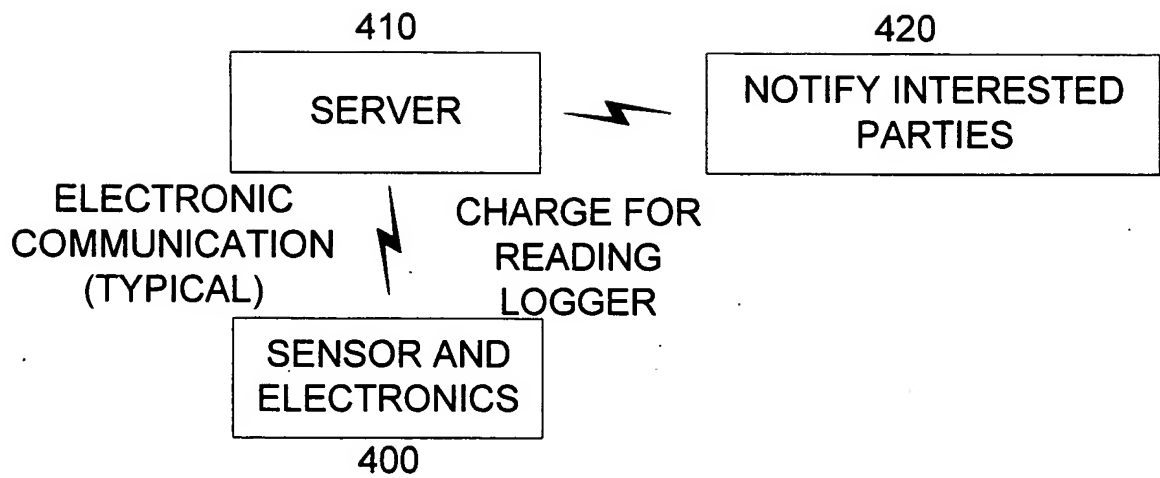 410
420
SERVER
NOTIFY INTERESTED
PARTIES
ELECTRONIC
COMMUNICATION
(TYPICAL)
CHARGE FOR
READING
LOGGER
SENSOR AND
ELECTRONICS
400